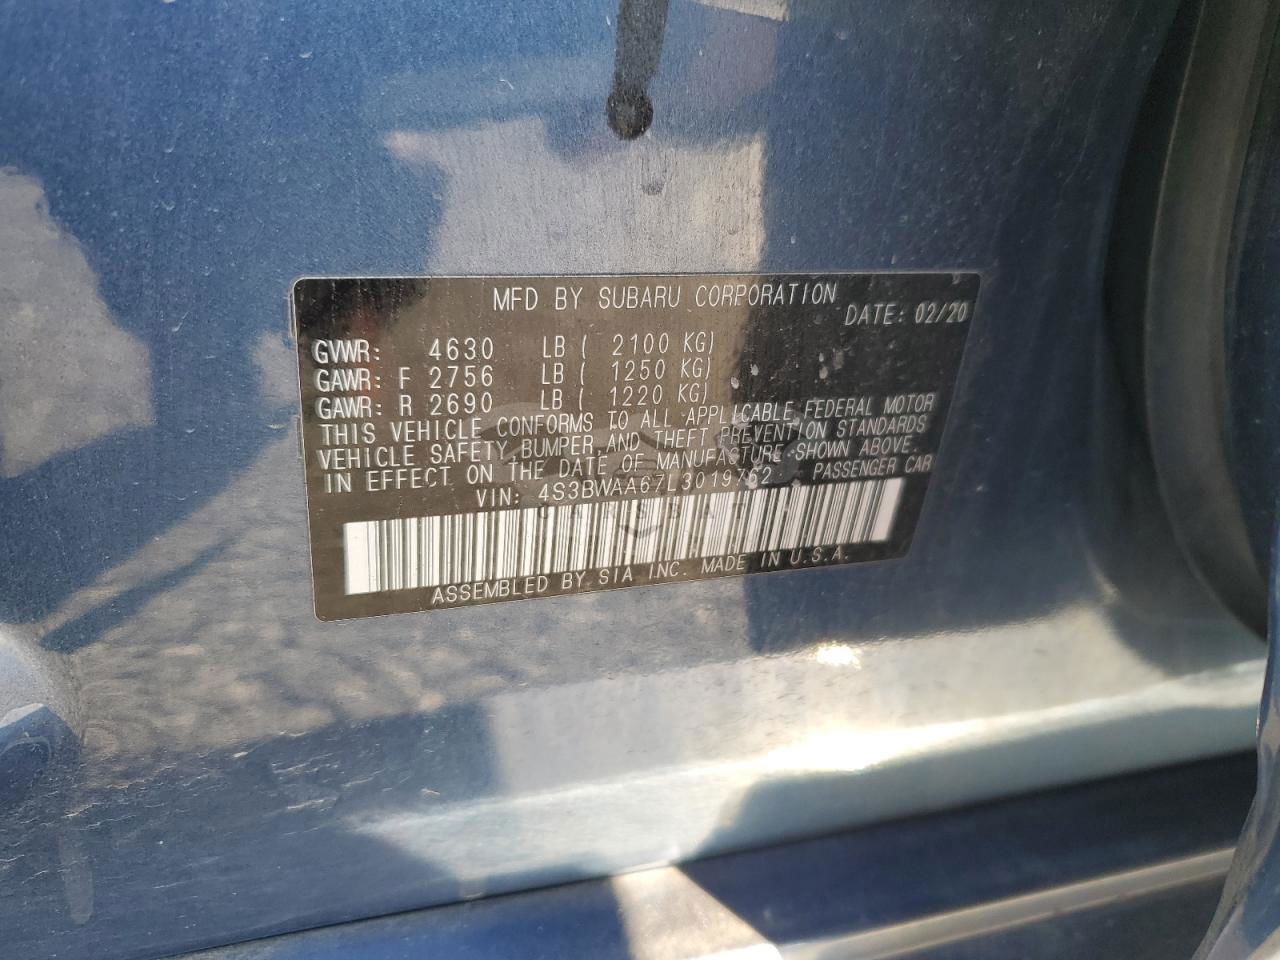 MFD BY SUBARU CORPORATION
DATE: 02/20
GVWR: 4630 LB ( 2100 KG)
GAWR: F 2756 LB ( 1250 KG)
GAWR: R 2690 LB ( 1220 KG)
THIS VEHICLE CONFORMS TO ALL APPLICABLE FEDERAL MOTOR
VEHICLE SAFETY, BUMPER, AND THEFT PREVENTION STANDARDS
IN EFFECT ON THE DATE OF MANUFACTURE SHOWN ABOVE.
VIN: 4S3BWAA67L3019762 PASSENGER CAR
ASSEMBLED BY SIA INC. MADE IN U.S.A.